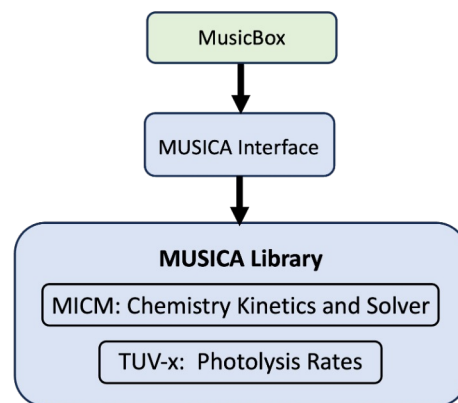 MusicBox
MUSICA Interface
MUSICA Library
MICM: Chemistry Kinetics and Solver
TUV-x: Photolysis Rates